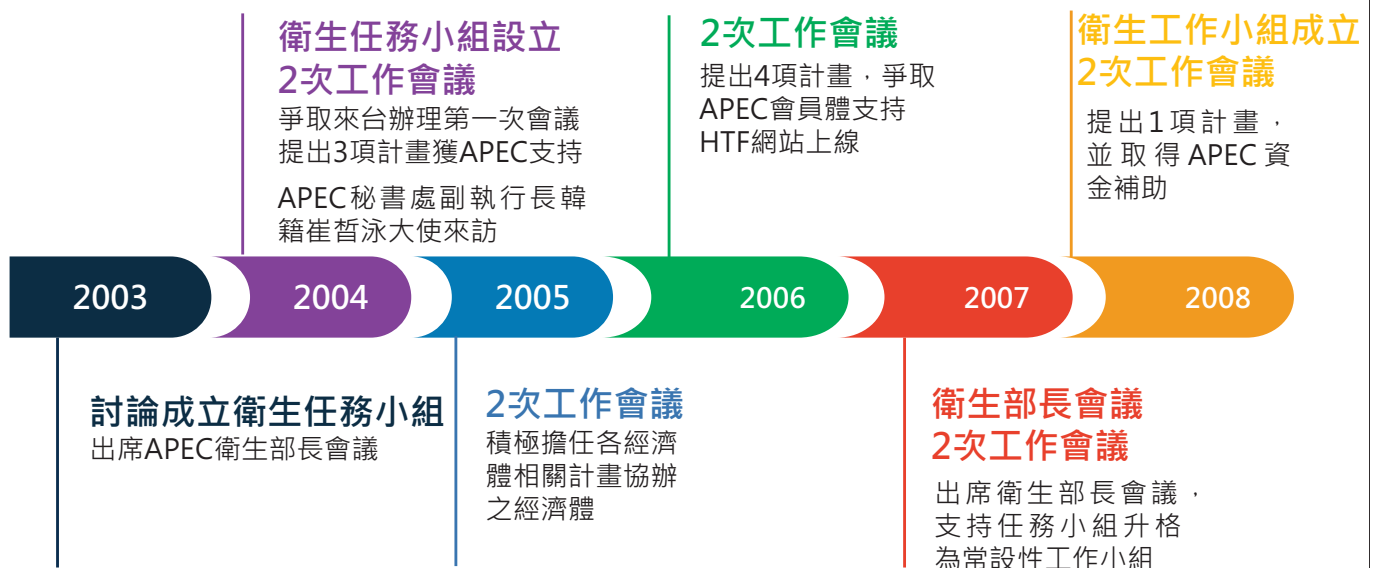 衛生任務小組設立
2次工作會議
爭取來台辦理第一次會議
提出3項計畫獲APEC支持
APEC秘書處副執行長韓
籍崔晳泳大使來訪
2次工作會議
提出4項計畫，爭取
APEC會員體支持
HTF網站上線
衛生工作小組成立
2次工作會議
提出1項計畫，
並取得APEC資
金補助
2003
2004
2005
2006
2007
2008
討論成立衛生任務小組
出席APEC衛生部長會議
2次工作會議
積極擔任各經濟
體相關計畫協辦
之經濟體
衛生部長會議
2次工作會議
出席衛生部長會議，
支持任務小組升格
為常設性工作小組